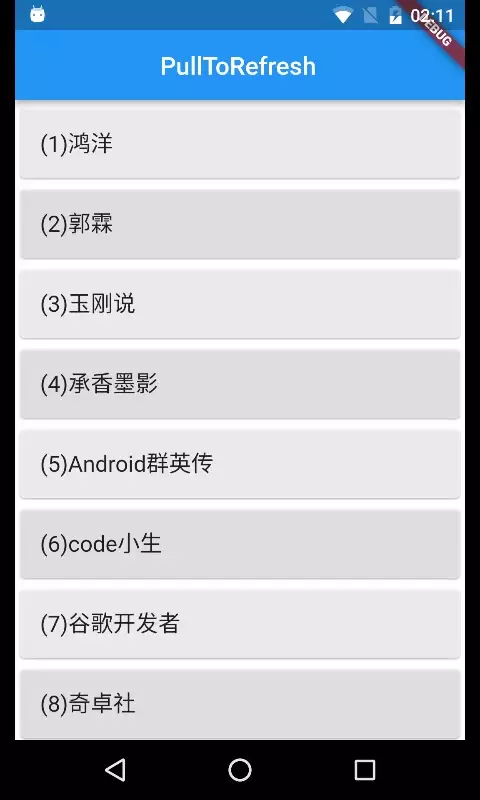 02:11
DEBUG
PullToRefresh
(1)鸿洋
(2)郭霖
(3)玉刚说
(4)承香墨影
(5)Android群英传
(6)code小生
(7)谷歌开发者
(8)奇卓社